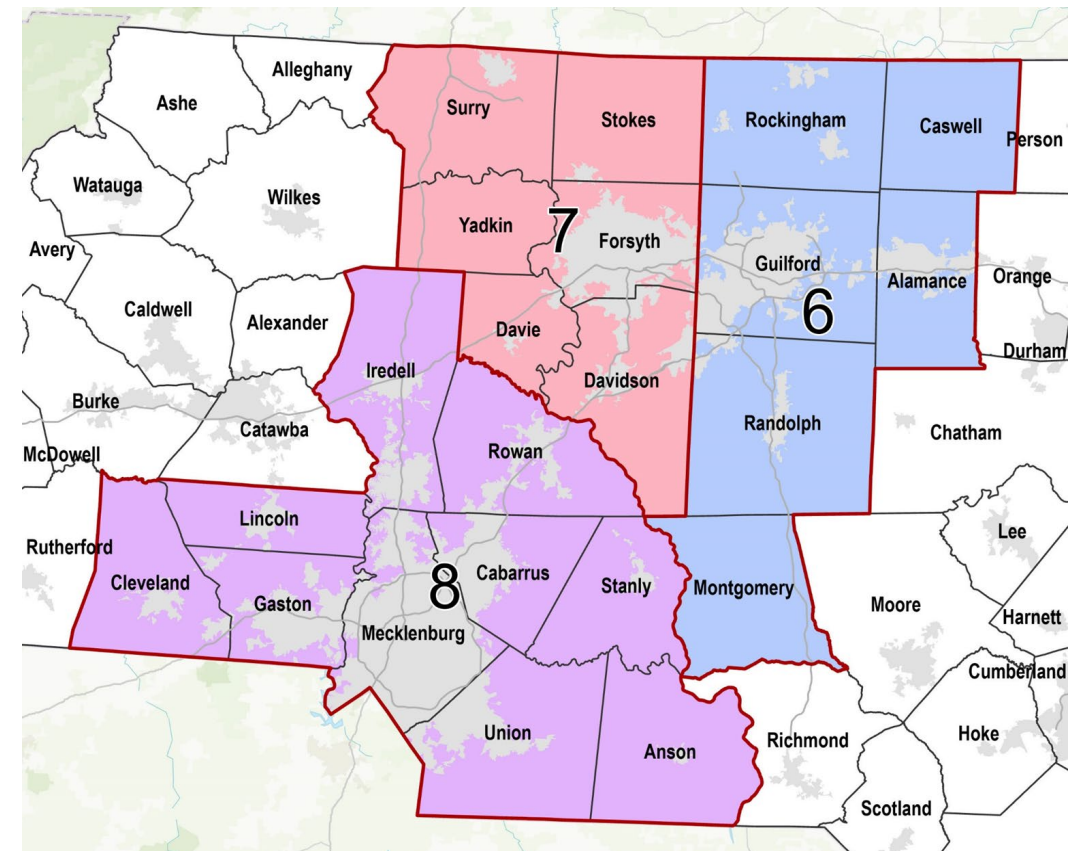 Alleghany
Ashe
Surry
Stokes
Rockingham
Caswell
Person
Watauga
Wilkes
Yadkin
7
Forsyth
Guilford
Avery
Alamance
Orange
6
Caldwell
Alexander
Davie
Durham
Iredell
Davidson
Burke
Catawba
Randolph
Chatham
McDowell
Rowan
Lincoln
Lee
Rutherford
Cleveland
Gaston
8
Cabarrus
Stanly
Montgomery
Moore
Harnett
Mecklenburg
Cumberland
Union
Anson
Richmond
Hoke
Scotland